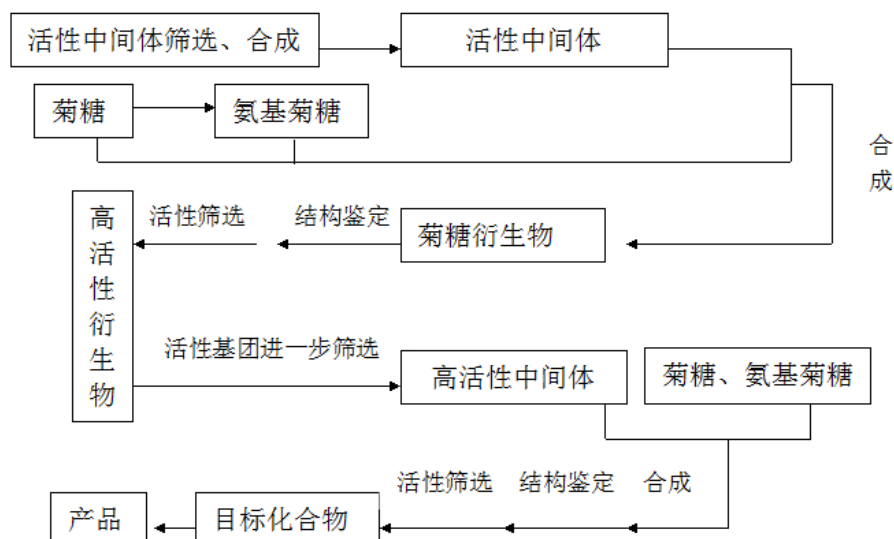 活性中间体筛选、合成
活性中间体
菊糖
氨基菊糖
合成
高活性衍生物
活性筛选
结构鉴定
菊糖衍生物
活性基团进一步筛选
高活性中间体
菊糖、氨基菊糖
活性筛选
结构鉴定
合成
产品
目标化合物